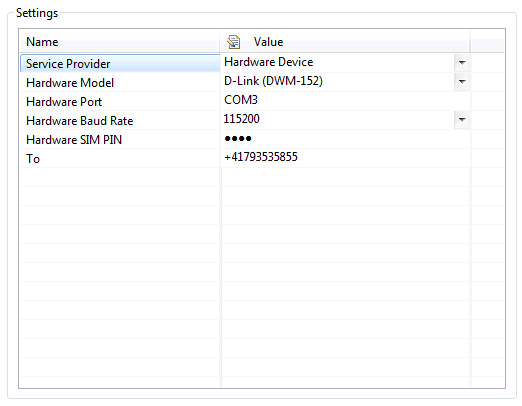 Settings
Name Value
Service Provider Hardware Device
Hardware Model D-Link (DWM-152)
Hardware Port COM3
Hardware Baud Rate 115200
Hardware SIM PIN ●●●●
To +41793535855